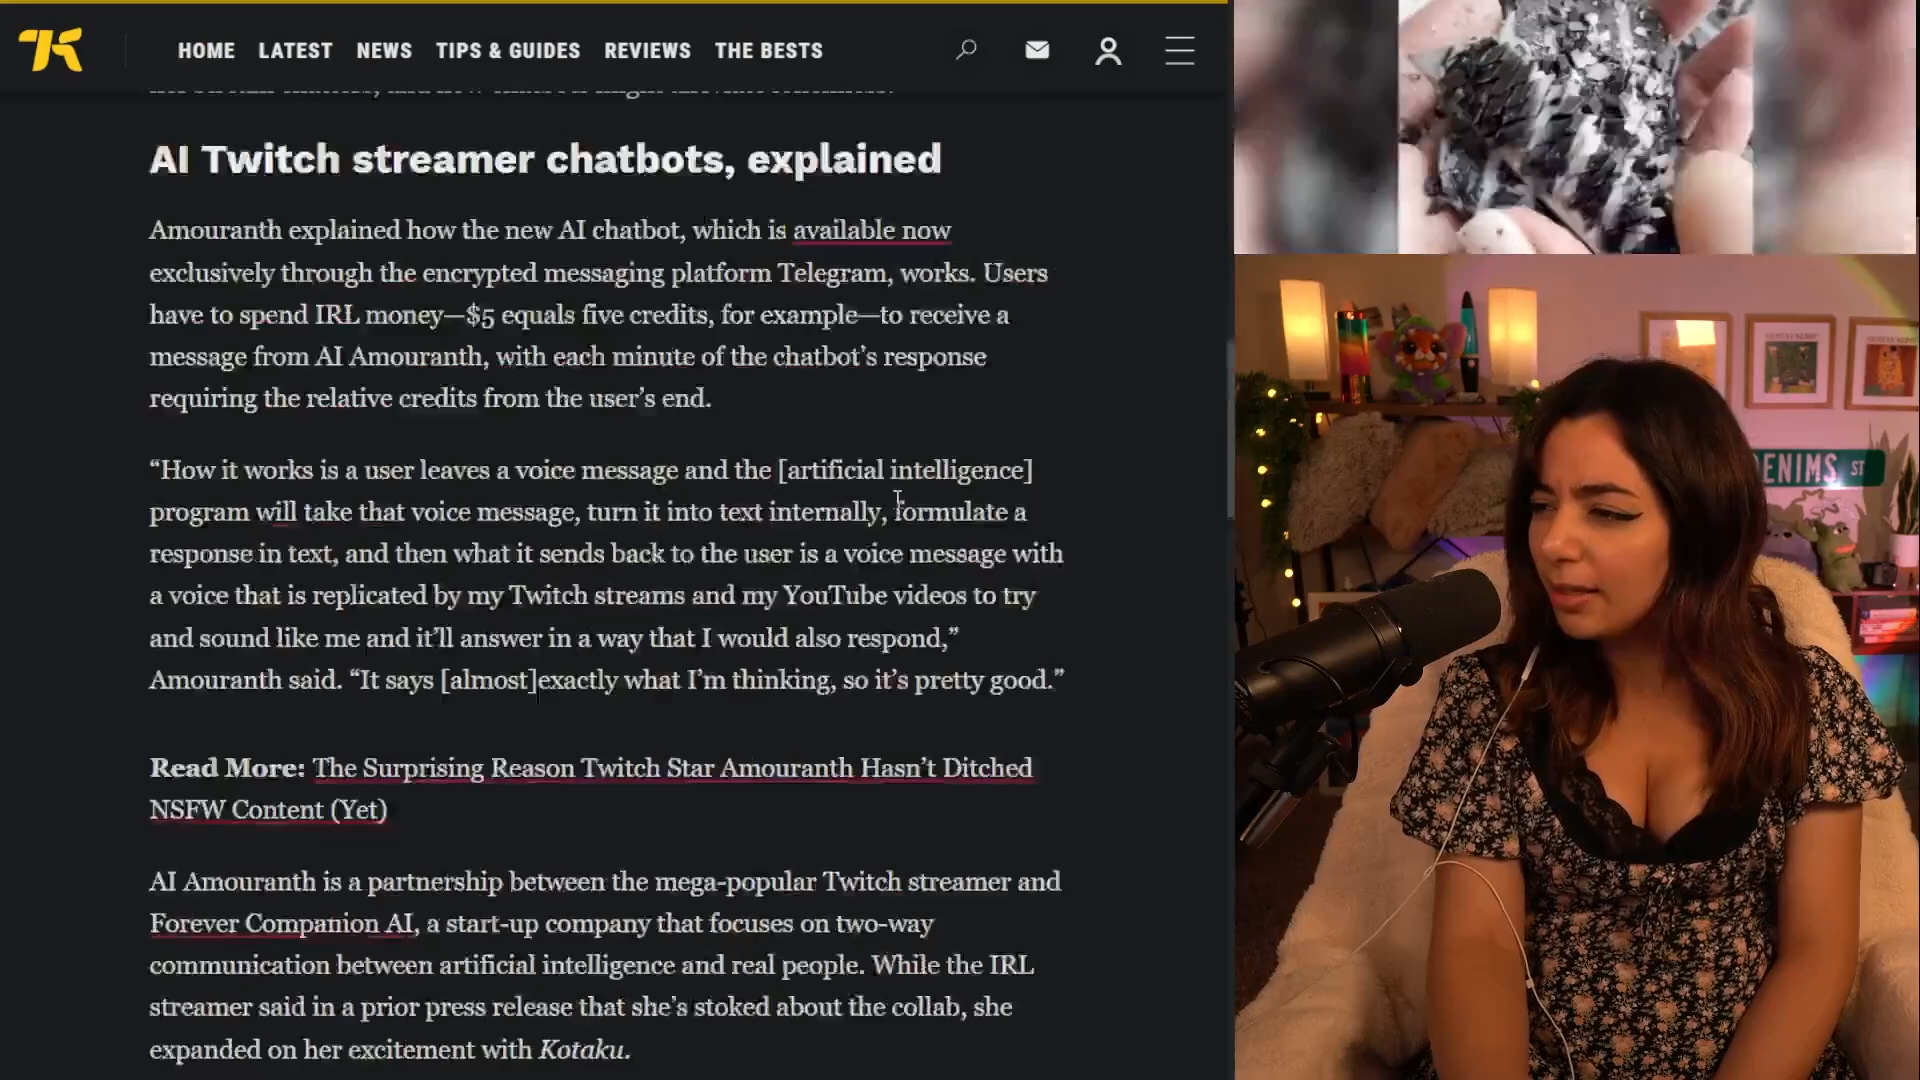 HOME LATEST NEWS TIPS & GUIDES REVIEWS THE BESTS
AI Twitch streamer chatbots, explained
Amouranth explained how the new AI chatbot, which is available now
exclusively through the encrypted messaging platform Telegram, works. Users
have to spend IRL money—$5 equals five credits, for example—to receive a
message from AI Amouranth, with each minute of the chatbot's response
requiring the relative credits from the user's end.
“How it works is a user leaves a voice message and the [artificial intelligence]
program will take that voice message, turn it into text internally, formulate a
response in text, and then what it sends back to the user is a voice message with
a voice that is replicated by my Twitch streams and my YouTube videos to try
and sound like me and it’ll answer in a way that I would also respond,”
Amouranth said. “It says [almost]exactly what I’m thinking, so it’s pretty good.”
Read More: The Surprising Reason Twitch Star Amouranth Hasn’t Ditched
NSFW Content (Yet)
AI Amouranth is a partnership between the mega-popular Twitch streamer and
Forever Companion AI, a start-up company that focuses on two-way
communication between artificial intelligence and real people. While the IRL
streamer said in a prior press release that she’s stoked about the collab, she
expanded on her excitement with Kotaku.
ENIMS ST